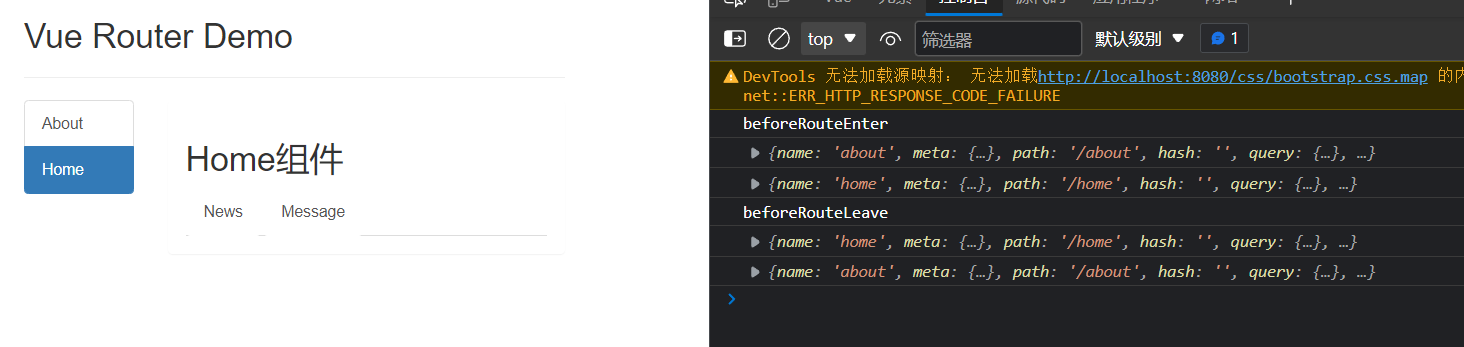 Vue Router Demo
About
Home
Home组件
News
Message
top
筛选器
默认级别
1
DevTools 无法加载源映射： 无法加载http://localhost:8080/css/bootstrap.css.map 的
net::ERR_HTTP_RESPONSE_CODE_FAILURE
beforeRouteEnter
{name: 'about', meta: {…}, path: '/about', hash: '', query: {…}, …}
{name: 'home', meta: {…}, path: '/home', hash: '', query: {…}, …}
beforeRouteLeave
{name: 'home', meta: {…}, path: '/home', hash: '', query: {…}, …}
{name: 'about', meta: {…}, path: '/about', hash: '', query: {…}, …}